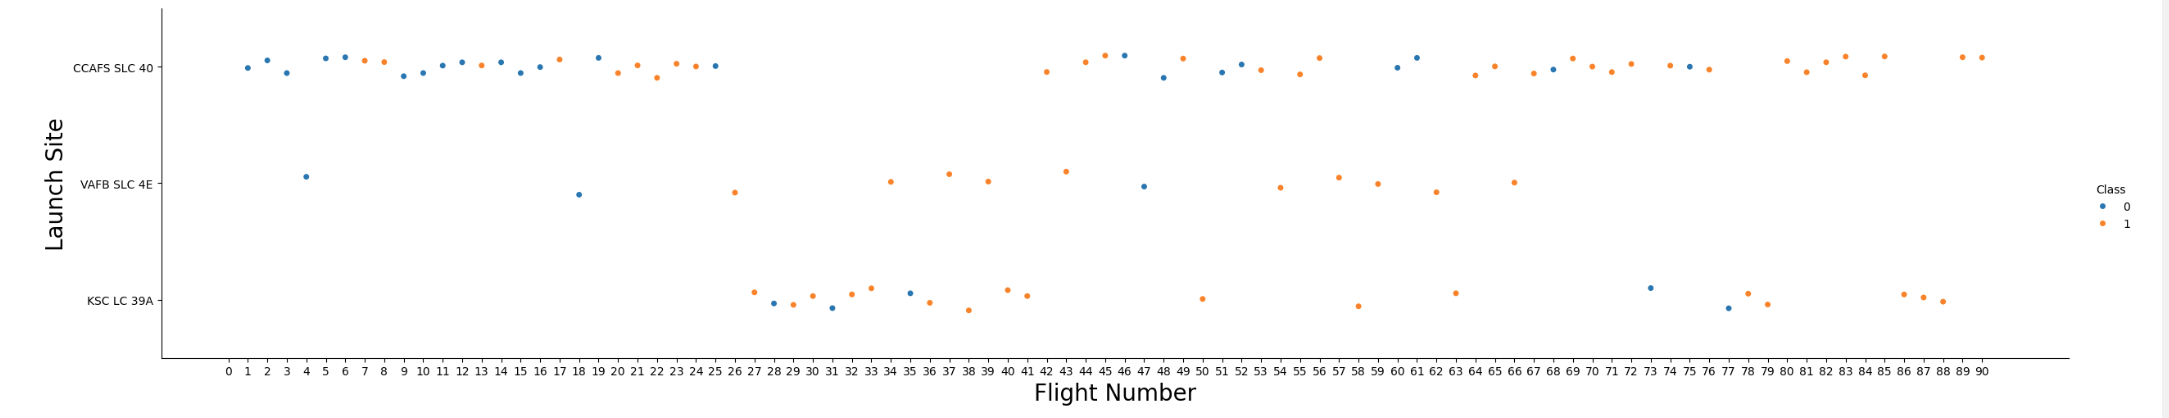 CCAFS SLC 40
VAFB SLC 4E
KSC LC 39A
Launch Site
0 1 2 3 4 5 6 7 8 9 10 11 12 13 14 15 16 17 18 19 20 21 22 23 24 25 26 27 28 29 30 31 32 33 34 35 36 37 38 39 40 41 42 43 44 45 46 47 48 49 50 51 52 53 54 55 56 57 58 59 60 61 62 63 64 65 66 67 68 69 70 71 72 73 74 75 76 77 78 79 80 81 82 83 84 85 86 87 88 89 90
Flight Number
Class
0
1